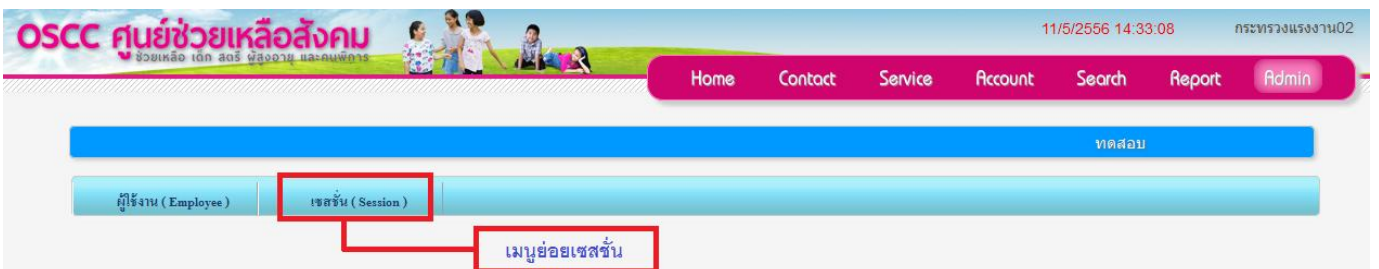 OSCC ศูนย์ช่วยเหลือสังคม
ช่วยเหลือ เด็ก สตรี ผู้สูงอายุ และคนพิการ
11/5/2556 14:33:08 กระทรวงแรงงาน02
Home Contact Service Account Search Report Admin
ทดสอบ
ผู้ใช้งาน ( Employee ) เซสชั่น ( Session )
เมนูย่อยเซสชั่น